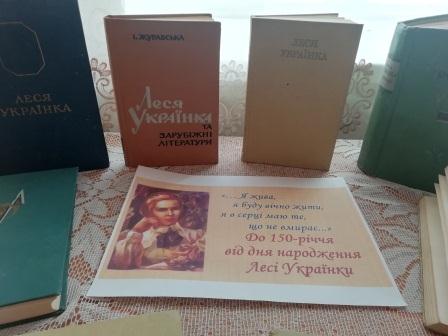 ЛЕСЯ
УКРАЇНКА
І. ЖУРАВСЬКА
Леся
Українка
ТА
ЗАРУБІЖНІ
ЛІТЕРАТУРИ
ЛЕСЯ
УКРАЇНКА
«…Я жива,
я буду вічно жити,
я в серці маю те,
що не вмирає...»
До 150-річчя
від дня народження
Лесі Українки